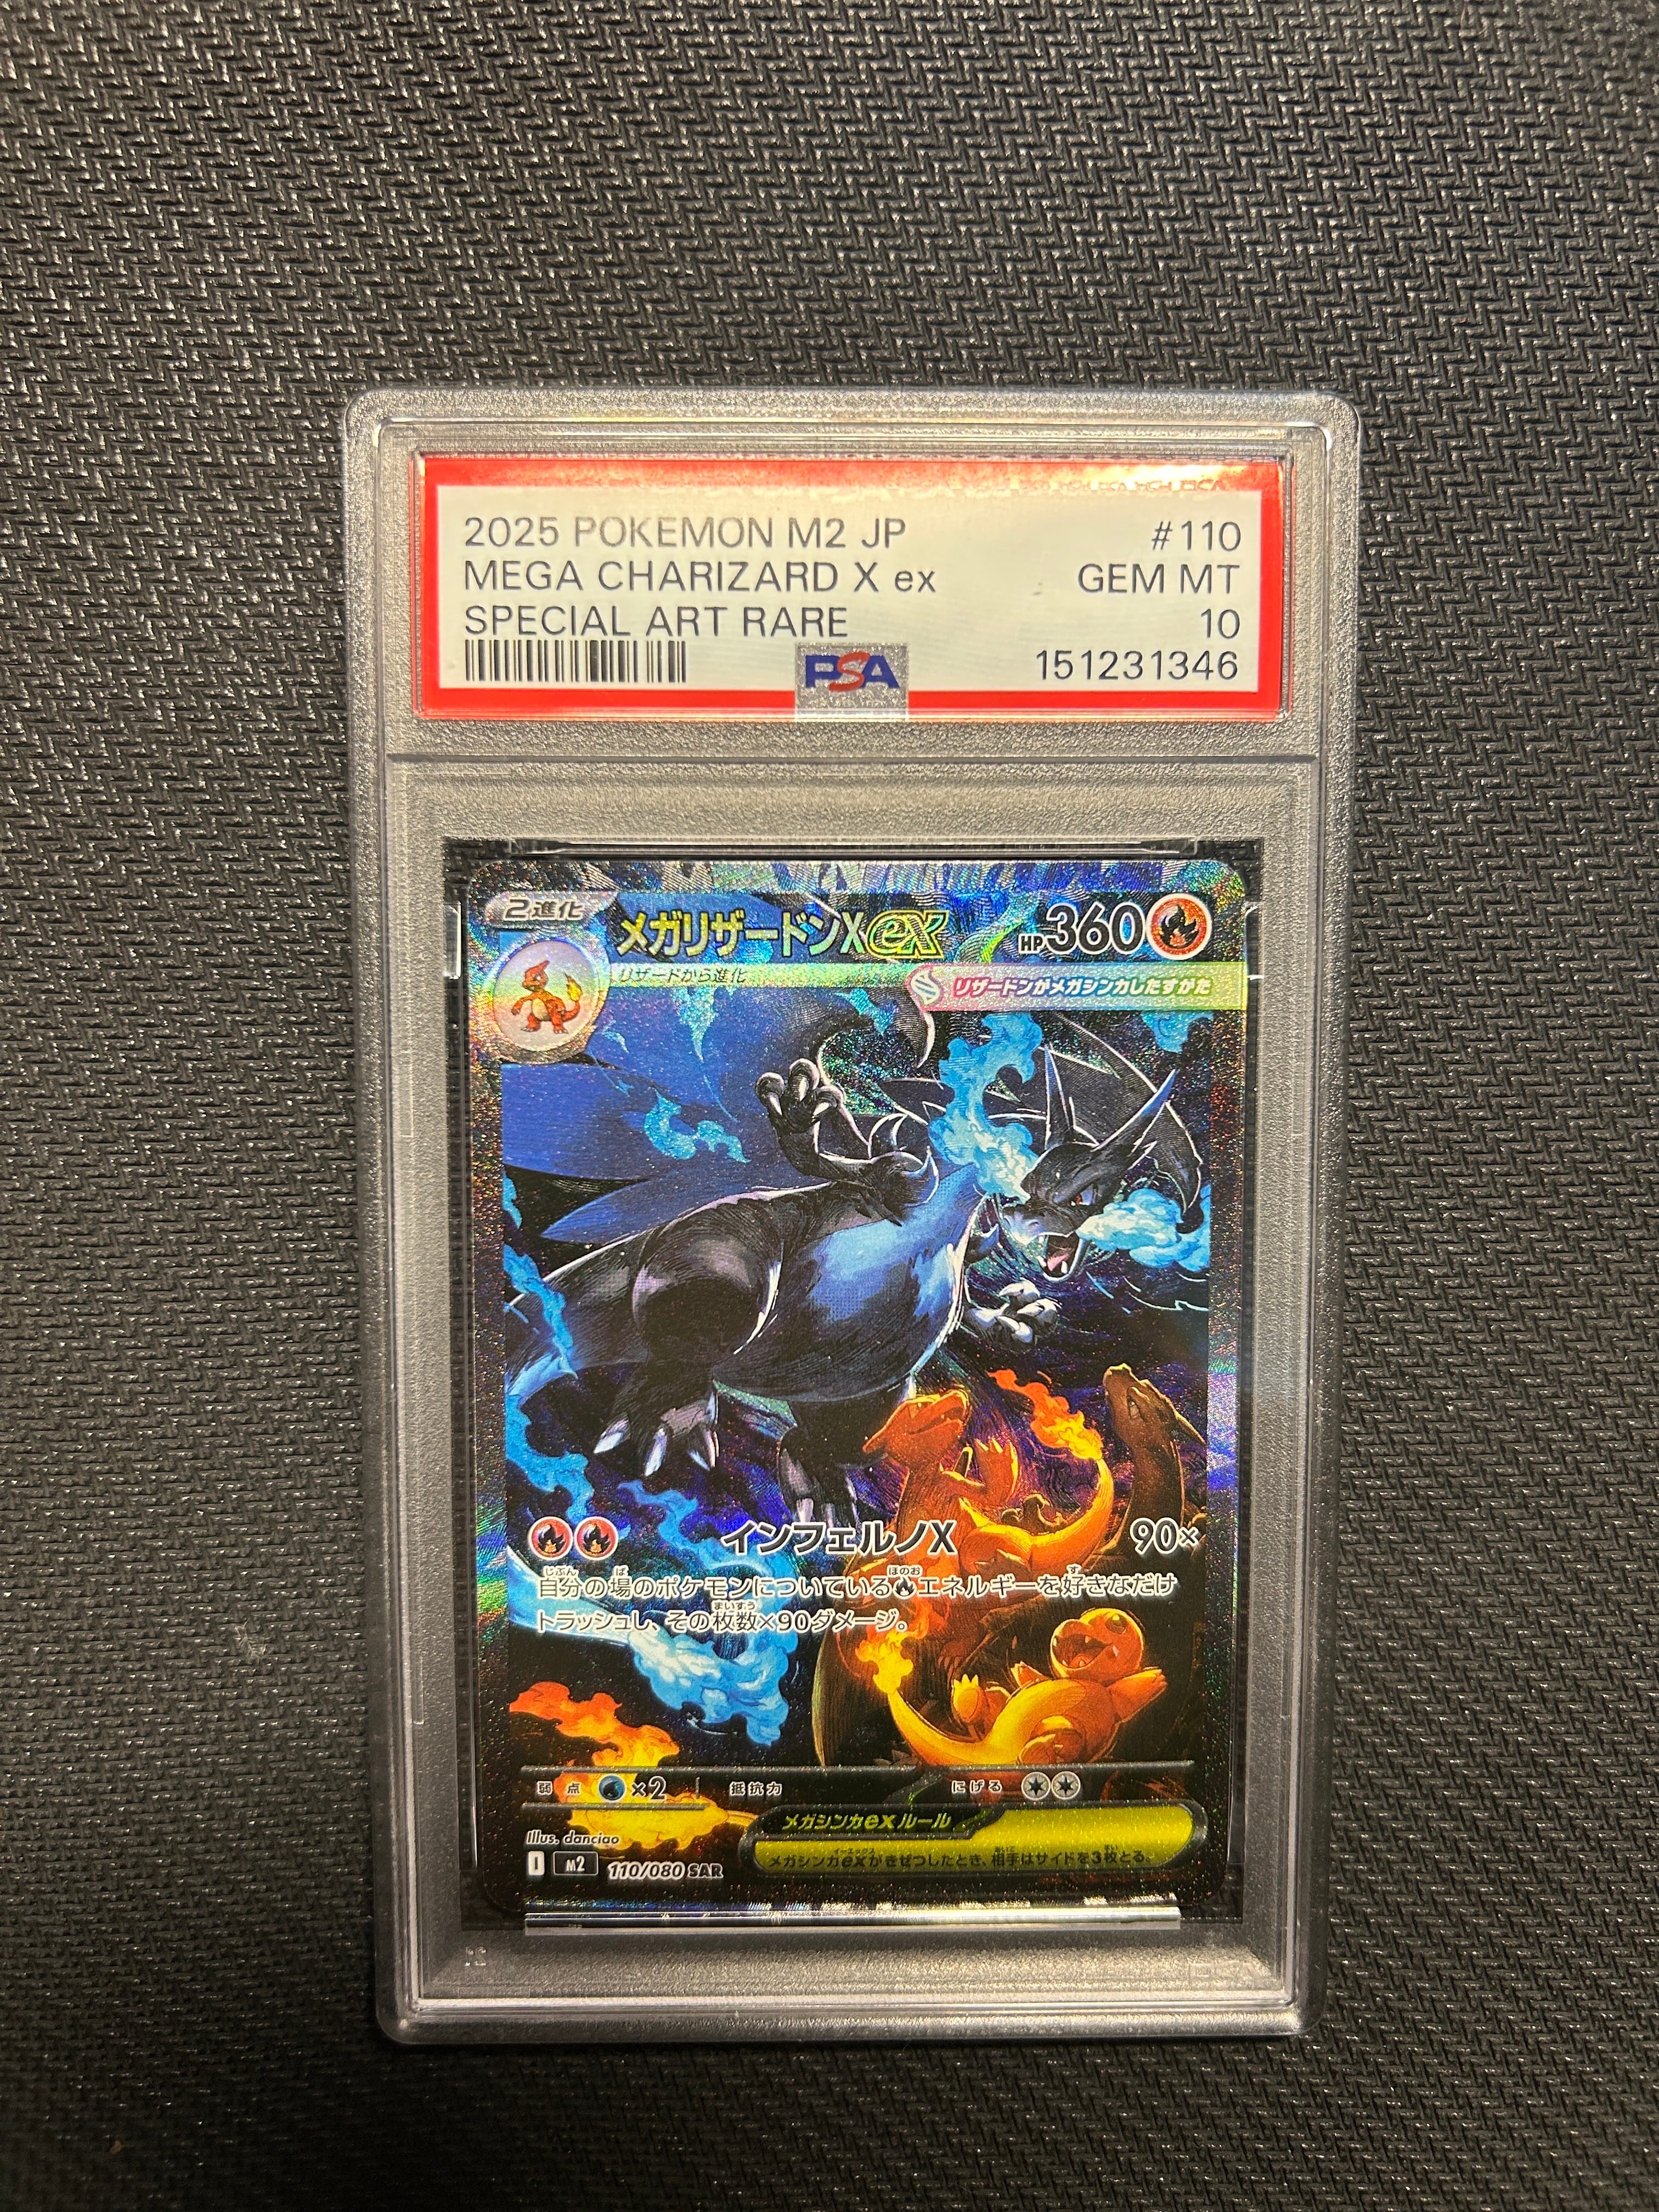 2025 POKEMON M2 JP #110
MEGA CHARIZARD X ex GEM MT
SPECIAL ART RARE 10
PSA 151231346
2進化 メガリザードンXex HP360
リザードから進化 リザードンがメガシンカしたすがた
インフェルノX 90×
自分の場のポケモンについているエネルギーを好きなだけ
トラッシュし、その枚数×90ダメージ。
弱点 ×2 抵抗力 にげる
メガシンカexルール
メガシンカexがきぜつしたとき、相手はサイドを3枚とる。
Illus. danciao
I M2 110/080 SAR